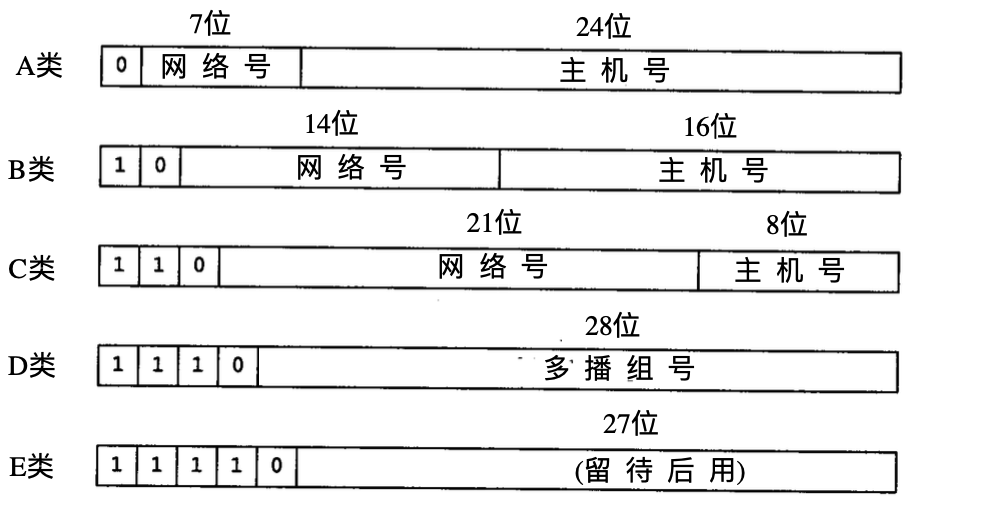 7位 24位
A类 0 网络号 主机号
14位 16位
B类 1 0 网络号 主机号
21位 8位
C类 1 1 0 网络号 主机号
28位
D类 1 1 1 0 多播组号
27位
E类 1 1 1 1 0 (留待后用)